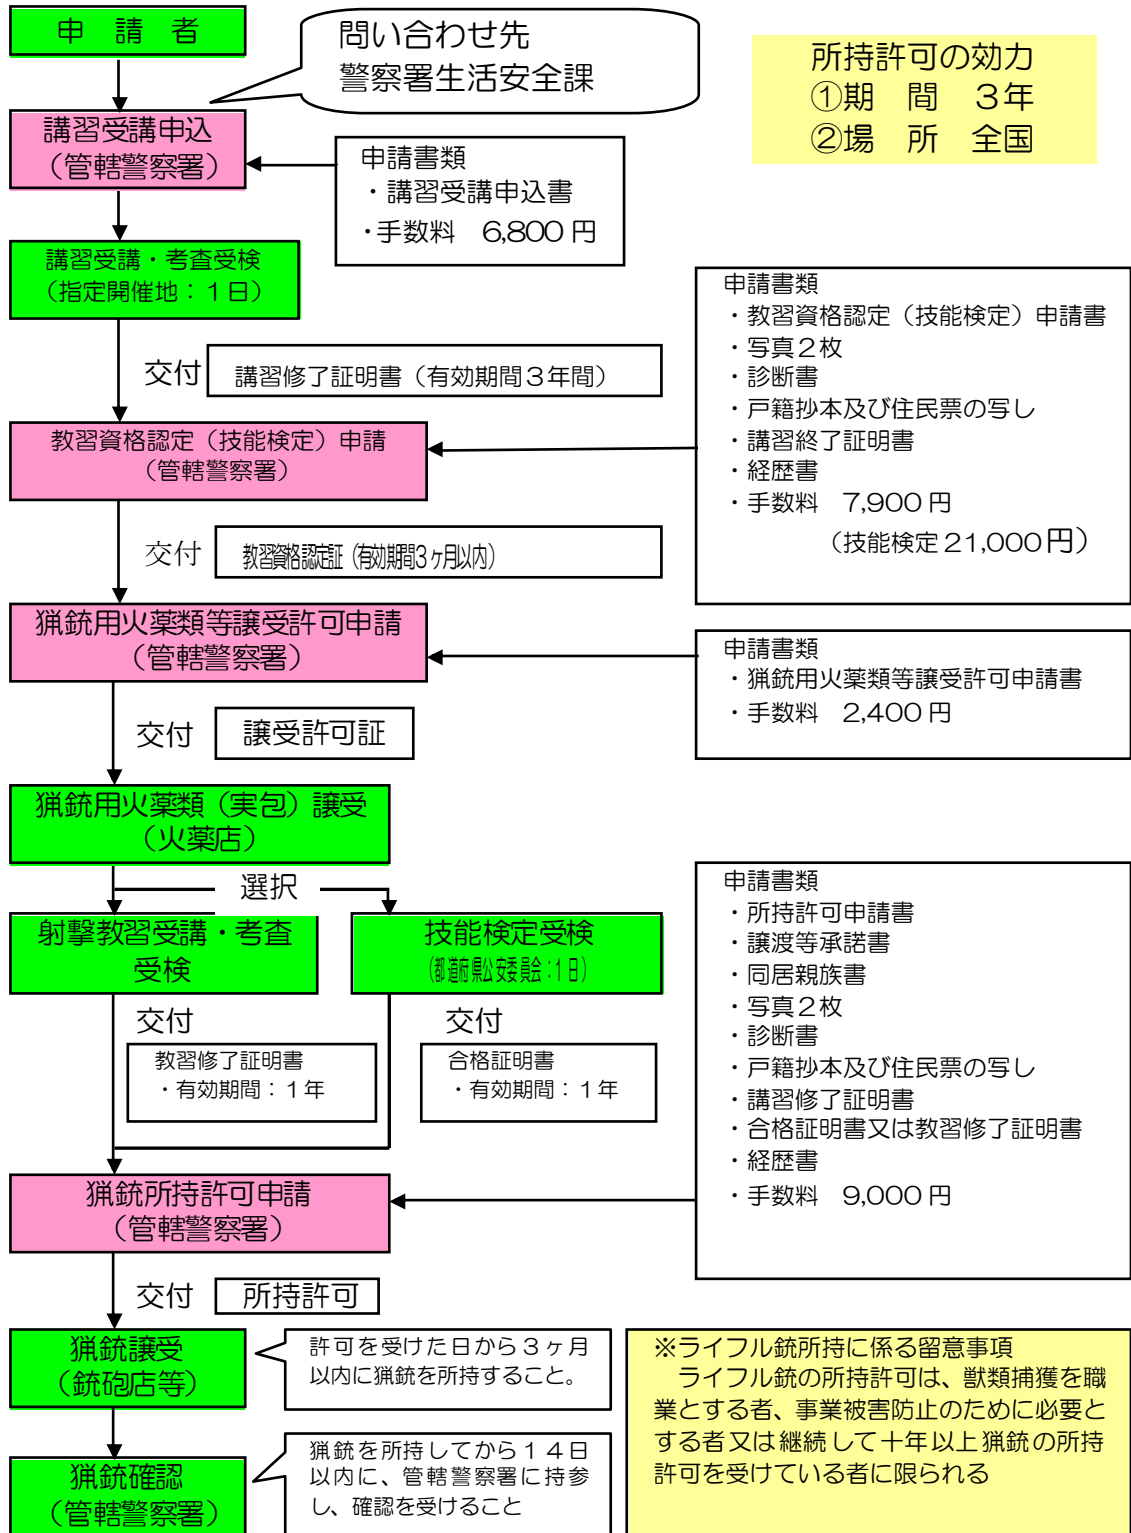 申　請　者
問い合わせ先
警察署生活安全課
所持許可の効力
①期　間　３年
②場　所　全国
講習受講申込
（管轄警察署）
申請書類
・講習受講申込書
・手数料　6,800 円
講習受講・考査受検
（指定開催地：１日）
交付
講習修了証明書（有効期間３年間）
申請書類
・教習資格認定（技能検定）申請書
・写真２枚
・診断書
・戸籍抄本及び住民票の写し
・講習終了証明書
・経歴書
・手数料　7,900 円
（技能検定 21,000 円）
教習資格認定（技能検定）申請
（管轄警察署）
交付
教習資格認定証（有効期間３ヶ月以内）
猟銃用火薬類等譲受許可申請
（管轄警察署）
申請書類
・猟銃用火薬類等譲受許可申請書
・手数料　2,400 円
交付
譲受許可証
猟銃用火薬類（実包）譲受
（火薬店）
選択
射撃教習受講・考査
受検
技能検定受検
（都道府県公安委員会：１日）
交付
教習修了証明書
・有効期間：１年
交付
合格証明書
・有効期間：１年
申請書類
・所持許可申請書
・譲渡等承諾書
・同居親族書
・写真２枚
・診断書
・戸籍抄本及び住民票の写し
・講習修了証明書
・合格証明書又は教習修了証明書
・経歴書
・手数料　9,000 円
猟銃所持許可申請
（管轄警察署）
交付
所持許可
猟銃譲受
（銃砲店等）
許可を受けた日から３ヶ月
以内に猟銃を所持すること。
猟銃確認
（管轄警察署）
猟銃を所持してから１４日
以内に、管轄警察署に持参
し、確認を受けること
※ライフル銃所持に係る留意事項
　ライフル銃の所持許可は、獣類捕獲を職
業とする者、事業被害防止のために必要と
する者又は継続して十年以上猟銃の所持
許可を受けている者に限られる